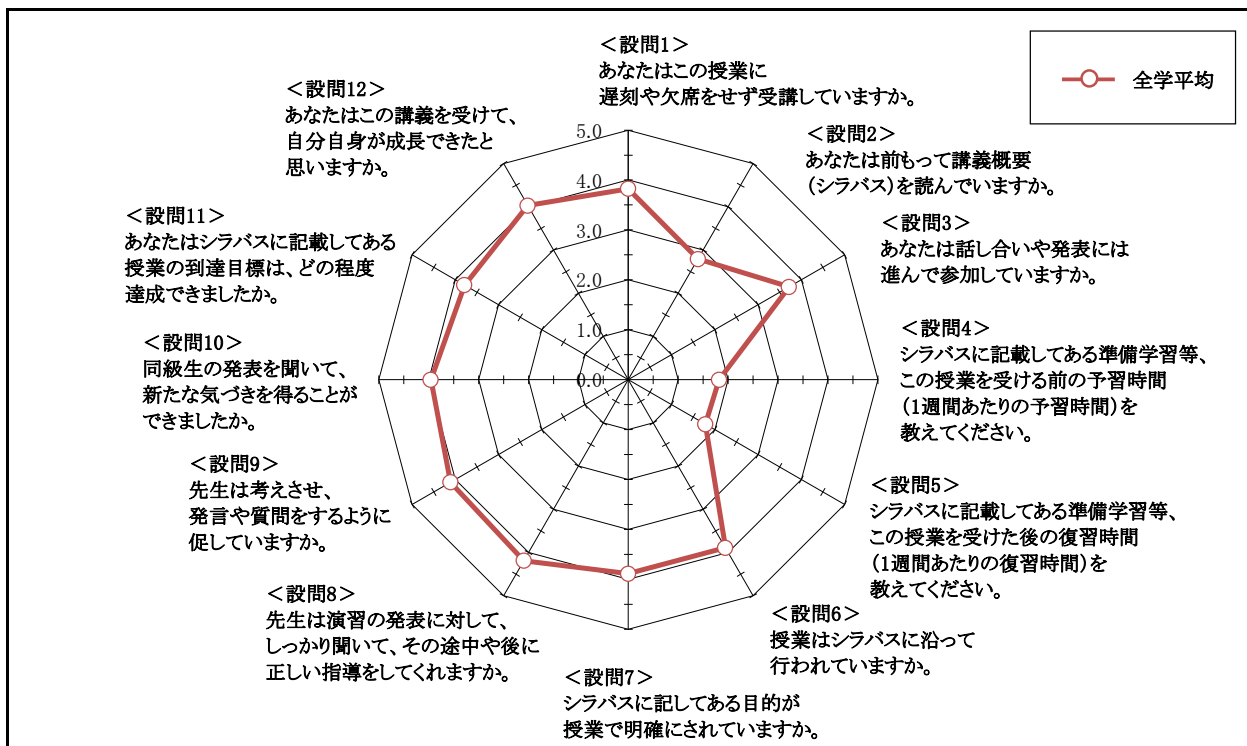 ＜設問1＞
あなたはこの授業に
遅刻や欠席をせず受講していますか。
全学平均
＜設問12＞
あなたはこの講義を受けて、
自分自身が成長できたと
思いますか。
＜設問2＞
あなたは前もって講義概要
（シラバス）を読んでいますか。
＜設問11＞
あなたはシラバスに記載してある
授業の到達目標は、どの程度
達成できましたか。
＜設問3＞
あなたは話し合いや発表には
進んで参加していますか。
＜設問10＞
同級生の発表を聞いて、
新たな気づきを得ることが
できましたか。
＜設問4＞
シラバスに記載してある準備学習等、
この授業を受ける前の予習時間
（1週間あたりの予習時間）を
教えてください。
＜設問9＞
先生は考えさせ、
発言や質問をするように
促していますか。
＜設問5＞
シラバスに記載してある準備学習等、
この授業を受けた後の復習時間
（1週間あたりの復習時間）を
教えてください。
＜設問8＞
先生は演習の発表に対して、
しっかり聞いて、その途中や後に
正しい指導をしてくれますか。
＜設問6＞
授業はシラバスに沿って
行われていますか。
＜設問7＞
シラバスに記してある目的が
授業で明確にされていますか。
5.0
4.0
3.0
2.0
1.0
0.0